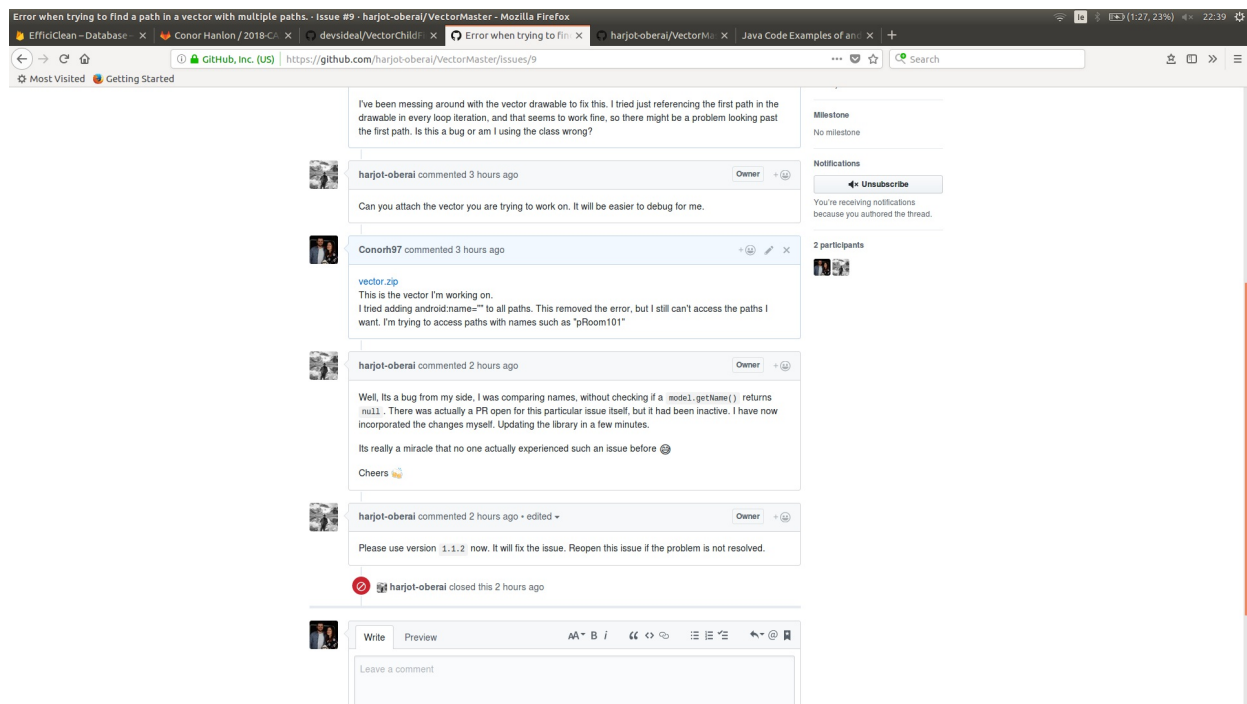 Error when trying to find a path in a vector with multiple paths. · Issue #9 · harjot-oberai/VectorMaster - Mozilla Firefox
Ie (1:27, 23%) 22:39
EfficiClean – Database -
Conor Hanlon / 2018-CA
devsideal/VectorChildFi
Error when trying to fin
harjot-oberai/VectorMa
Java Code Examples of and
GitHub, Inc. (US) https://github.com/harjot-oberai/VectorMaster/issues/9
Search
Most Visited Getting Started
I've been messing around with the vector drawable to fix this. I tried just referencing the first path in the
drawable in every loop iteration, and that seems to work fine, so there might be a problem looking past
the first path. Is this a bug or am I using the class wrong?
Milestone
No milestone
Notifications
Unsubscribe
You're receiving notifications
because you authored the thread.
2 participants
harjot-oberai commented 3 hours ago Owner
Can you attach the vector you are trying to work on. It will be easier to debug for me.
Conorh97 commented 3 hours ago
vector.zip
This is the vector I'm working on.
I tried adding android:name="" to all paths. This removed the error, but I still can't access the paths I
want. I'm trying to access paths with names such as "pRoom101"
harjot-oberai commented 2 hours ago Owner
Well, Its a bug from my side, I was comparing names, without checking if a model.getName() returns
null . There was actually a PR open for this particular issue itself, but it had been inactive. I have now
incorporated the changes myself. Updating the library in a few minutes.
Its really a miracle that no one actually experienced such an issue before 😅
Cheers 🍻
harjot-oberai commented 2 hours ago • edited Owner
Please use version 1.1.2 now. It will fix the issue. Reopen this issue if the problem is not resolved.
harjot-oberai closed this 2 hours ago
Write Preview AA B i “ <> @
Leave a comment